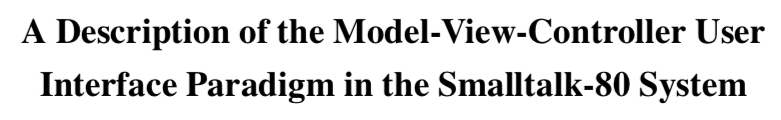 A Description of the Model-View-Controller User
Interface Paradigm in the Smalltalk-80 System